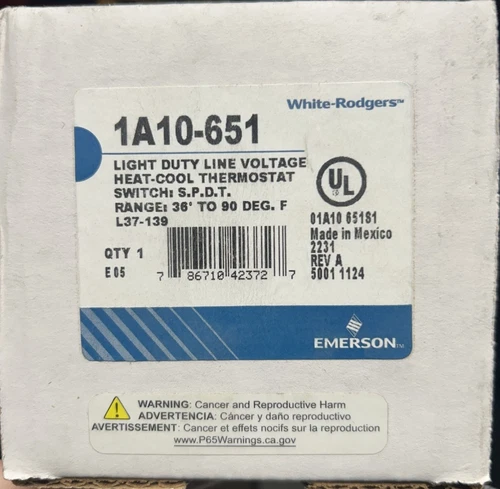 White-Rodgers™
1A10-651
LIGHT DUTY LINE VOLTAGE
HEAT-COOL THERMOSTAT
SWITCH: S.P.D.T.
RANGE: 36' TO 90 DEG. F
L37-139
QTY 1
E 05
7 86710 42372 7
UL
01A10 65181
Made in Mexico
2231
REV A
5001 1124
EMERSON™
WARNING: Cancer and Reproductive Harm
ADVERTENCIA: Cáncer y daño reproductivo
AVERTISSEMENT: Cancer et effets nocifs sur la reproduction
www.P65Warnings.ca.gov